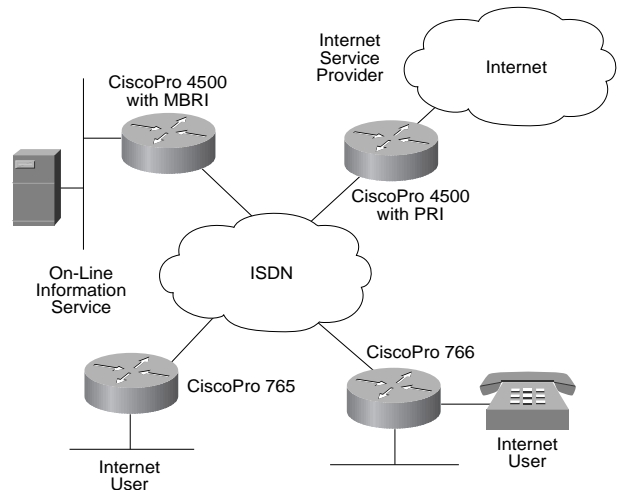 Internet
Service
Provider
Internet
CiscoPro 4500
with MBRI
CiscoPro 4500
with PRI
On-Line
Information
Service
ISDN
CiscoPro 766
CiscoPro 765
Internet
User
Internet
User